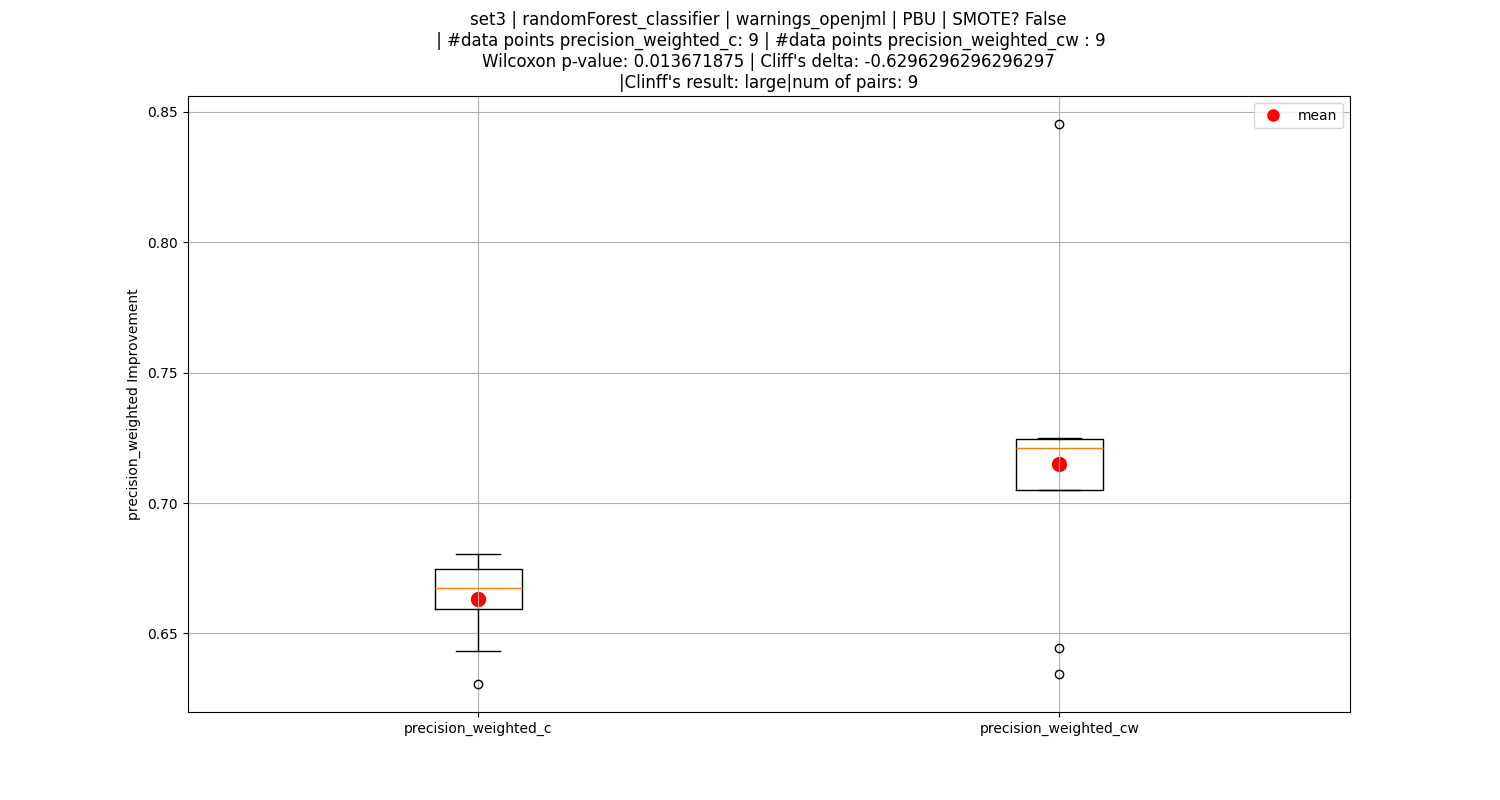 set3 | randomForest_classifier | warnings_openjml | PBU | SMOTE? False
| #data points precision_weighted_c: 9 | #data points precision_weighted_cw : 9
Wilcoxon p-value: 0.013671875 | Cliff's delta: -0.6296296296296297
|Clinff's result: large|num of pairs: 9
mean
precision_weighted Improvement
0.85
0.80
0.75
0.70
0.65
precision_weighted_c
precision_weighted_cw